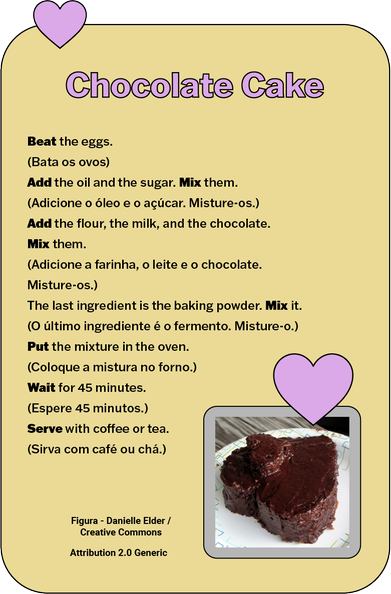 Chocolate Cake
Beat the eggs.
(Bata os ovos)
Add the oil and the sugar. Mix them.
(Adicione o óleo e o açúcar. Misture-os.)
Add the flour, the milk, and the chocolate.
Mix them.
(Adicione a farinha, o leite e o chocolate.
Misture-os.)
The last ingredient is the baking powder. Mix it.
(O último ingrediente é o fermento. Misture-o.)
Put the mixture in the oven.
(Coloque a mistura no forno.)
Wait for 45 minutes.
(Espere 45 minutos.)
Serve with coffee or tea.
(Sirva com café ou chá.)
Figura - Danielle Elder /
Creative Commons
Attribution 2.0 Generic